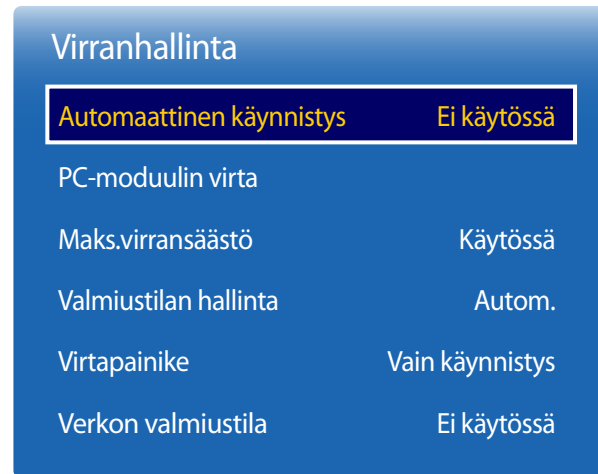 Virranhallinta
Automaattinen käynnistys Ei käytössä
PC-moduulin virta
Maks.virransäästö Käytössä
Valmiustilan hallinta Autom.
Virtapainike Vain käynnistys
Verkon valmiustila Ei käytössä